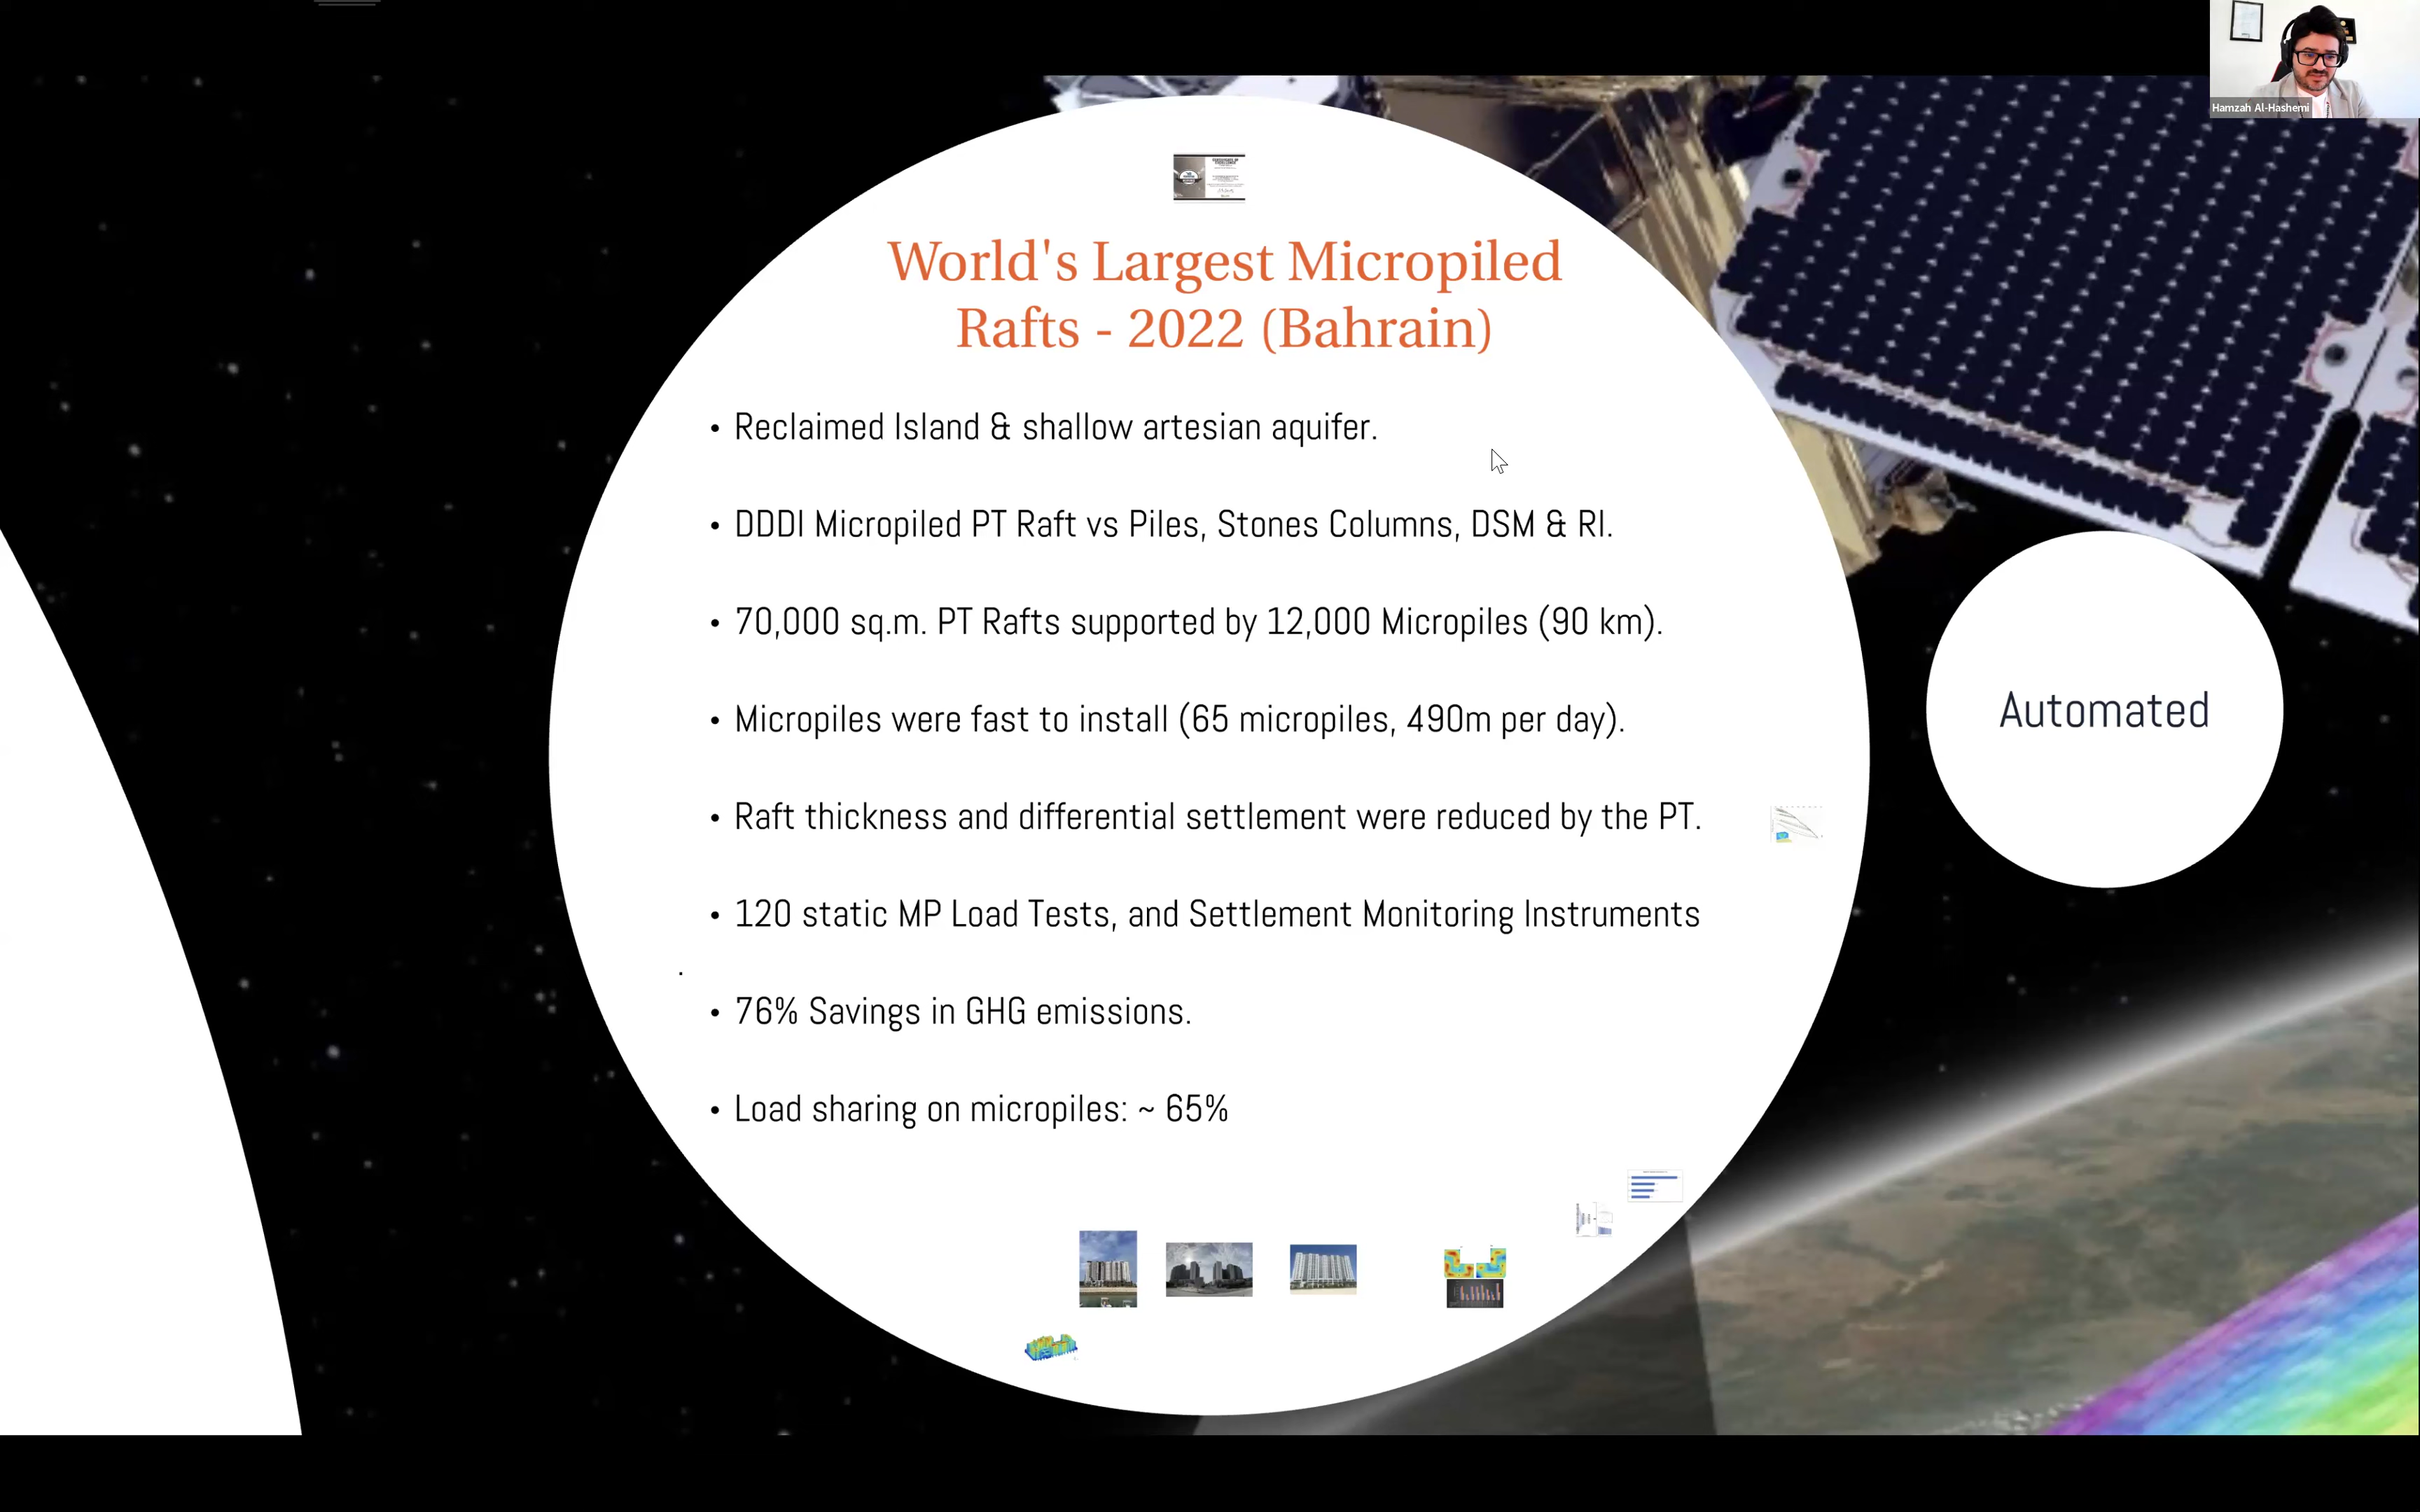 Hamzah Al-Hashemi
World's Largest Micropiled
Rafts - 2022 (Bahrain)
• Reclaimed Island & shallow artesian aquifer.
• DDDI Micropiled PT Raft vs Piles, Stones Columns, DSM & RI.
• 70,000 sq.m. PT Rafts supported by 12,000 Micropiles (90 km).
• Micropiles were fast to install (65 micropiles, 490m per day).
• Raft thickness and differential settlement were reduced by the PT.
• 120 static MP Load Tests, and Settlement Monitoring Instruments
.
• 76% Savings in GHG emissions.
• Load sharing on micropiles: ~ 65%
Automated